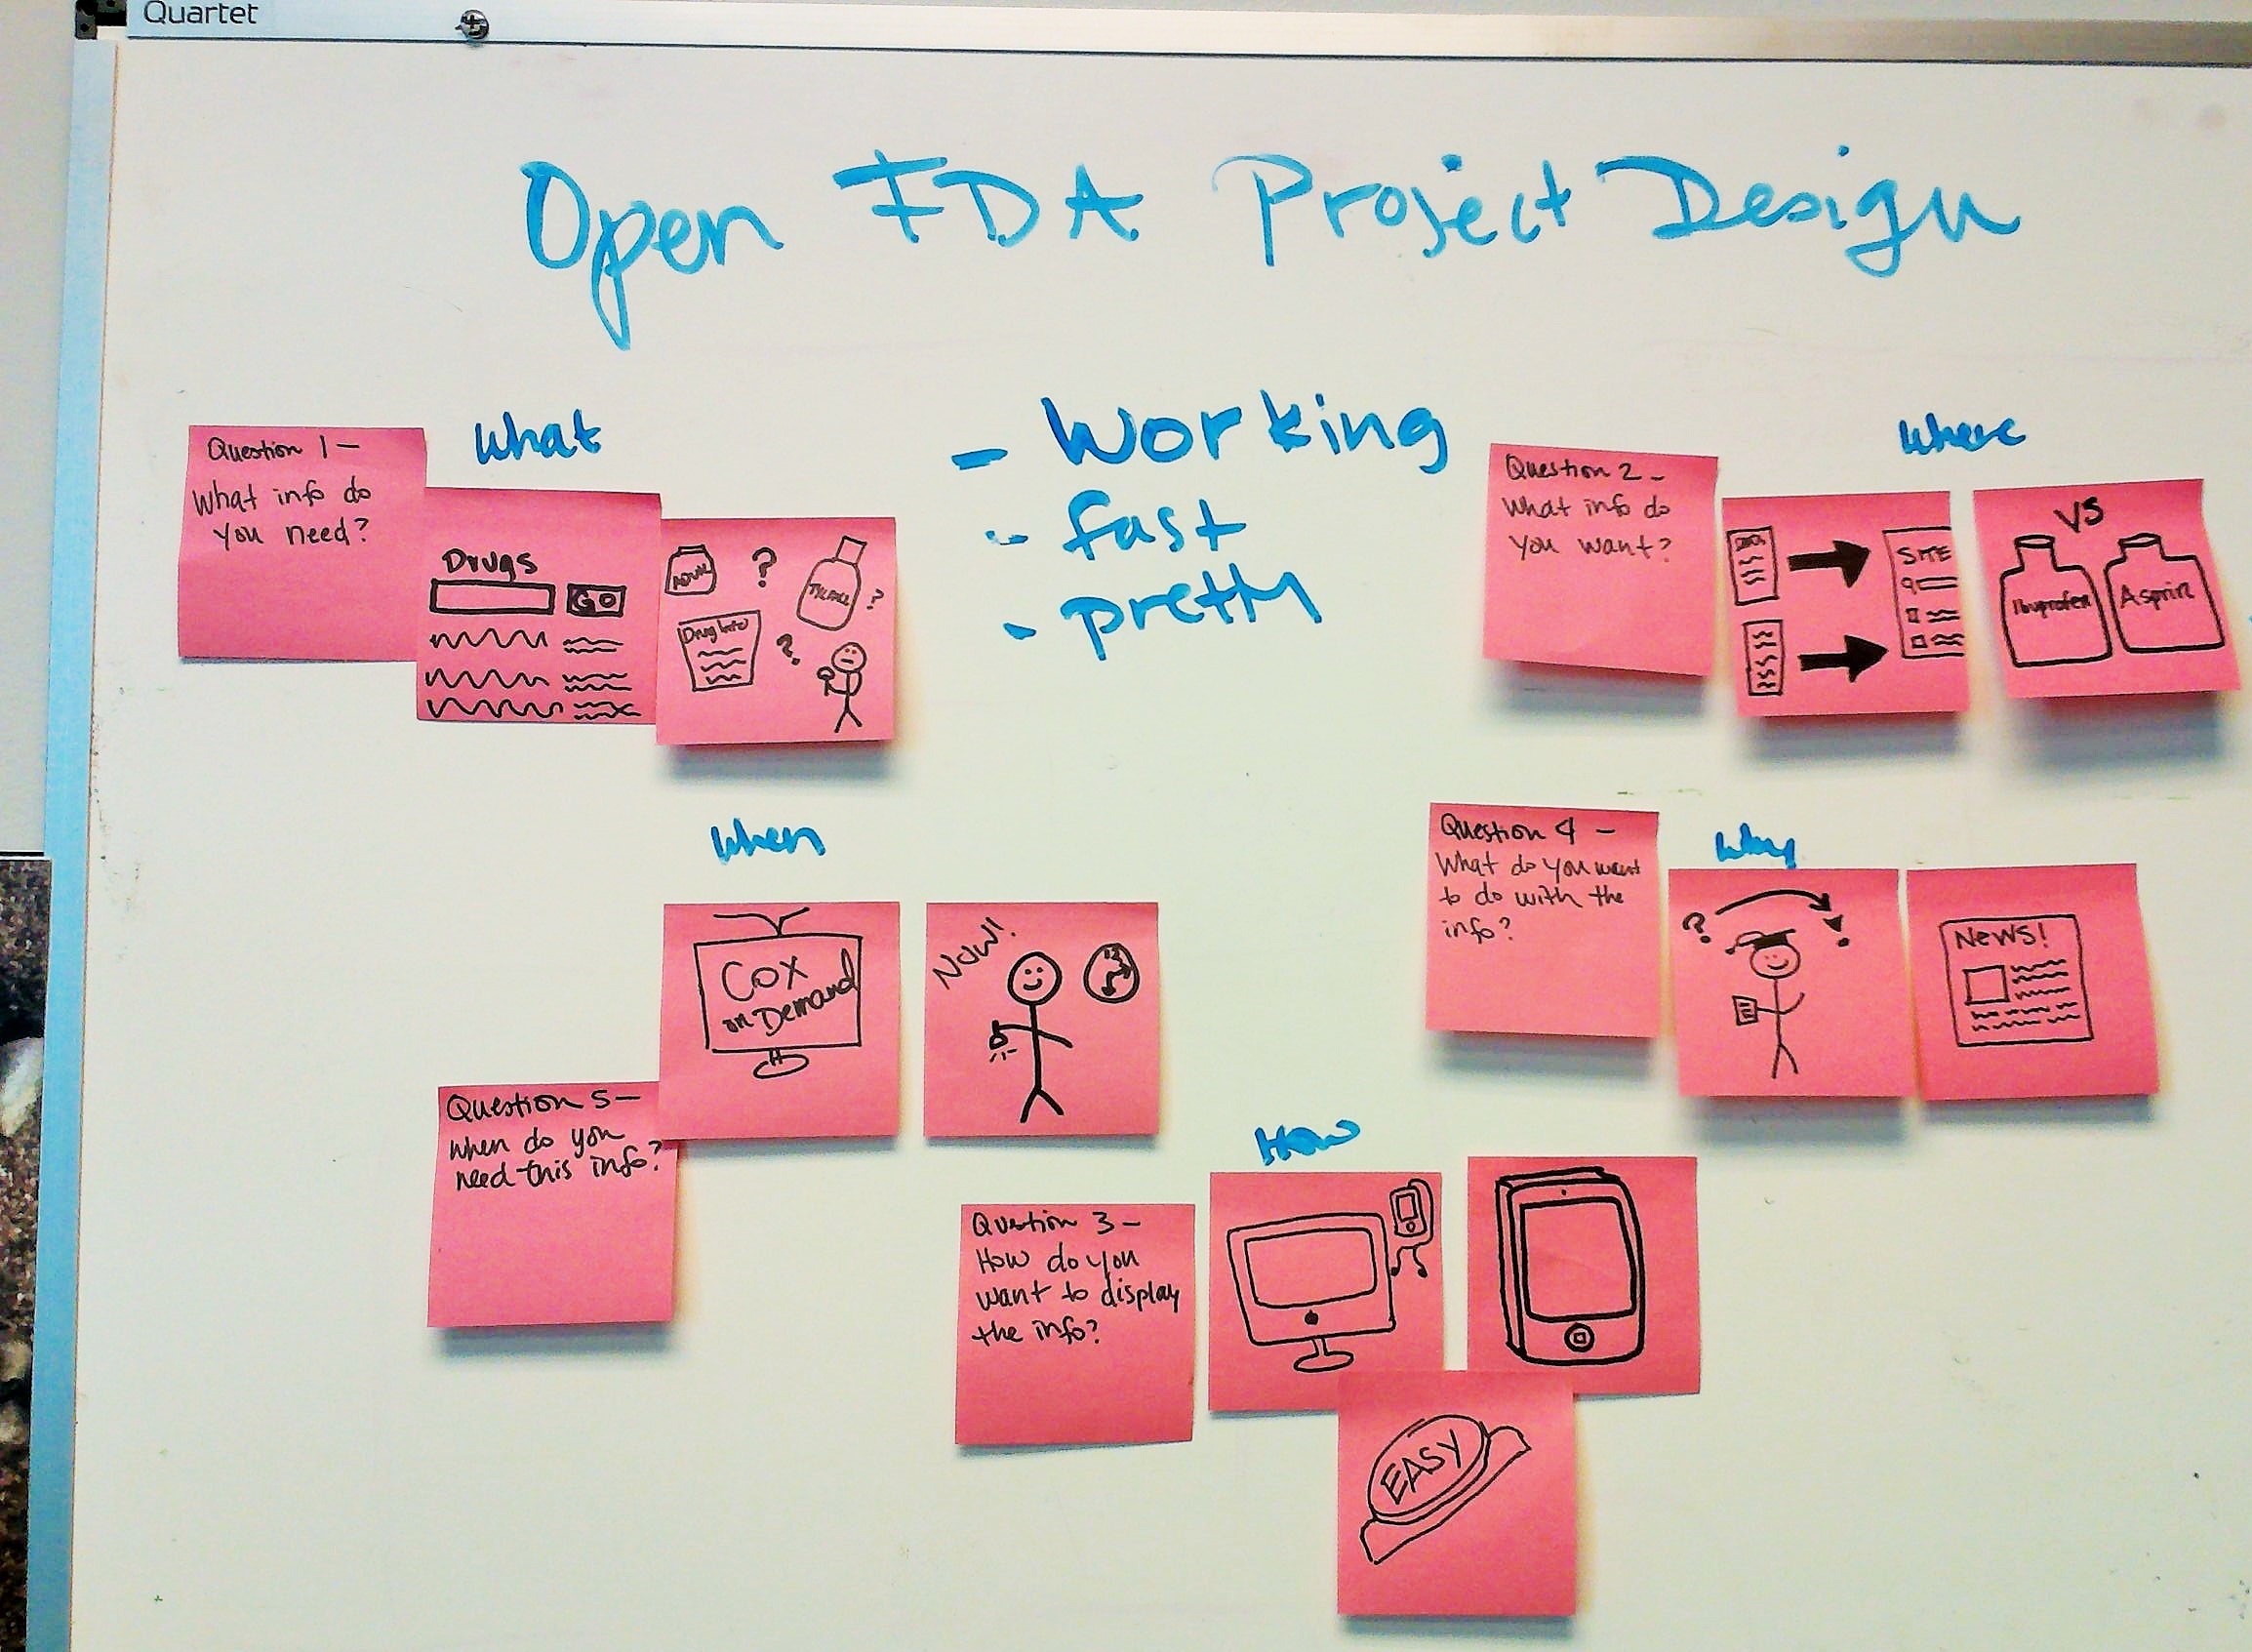 Quartet
Open FDA Project Design
What
- Working
- fast
- pretty
Where
Question 1 -
What info do
you need?
Drugs
GO
?
ADVIL
?
Drug Info
?
Question 2 -
What info do
you want?
SITE
VS
Ibuprofen
Aspirin
When
Cox
on Demand
NOW!
Question 5 -
When do you
need this info?
Why
Question 4 -
What do you want
to do with the
info?
? !
NEWS!
How
Question 3 -
How do you
want to display
the info?
EASY